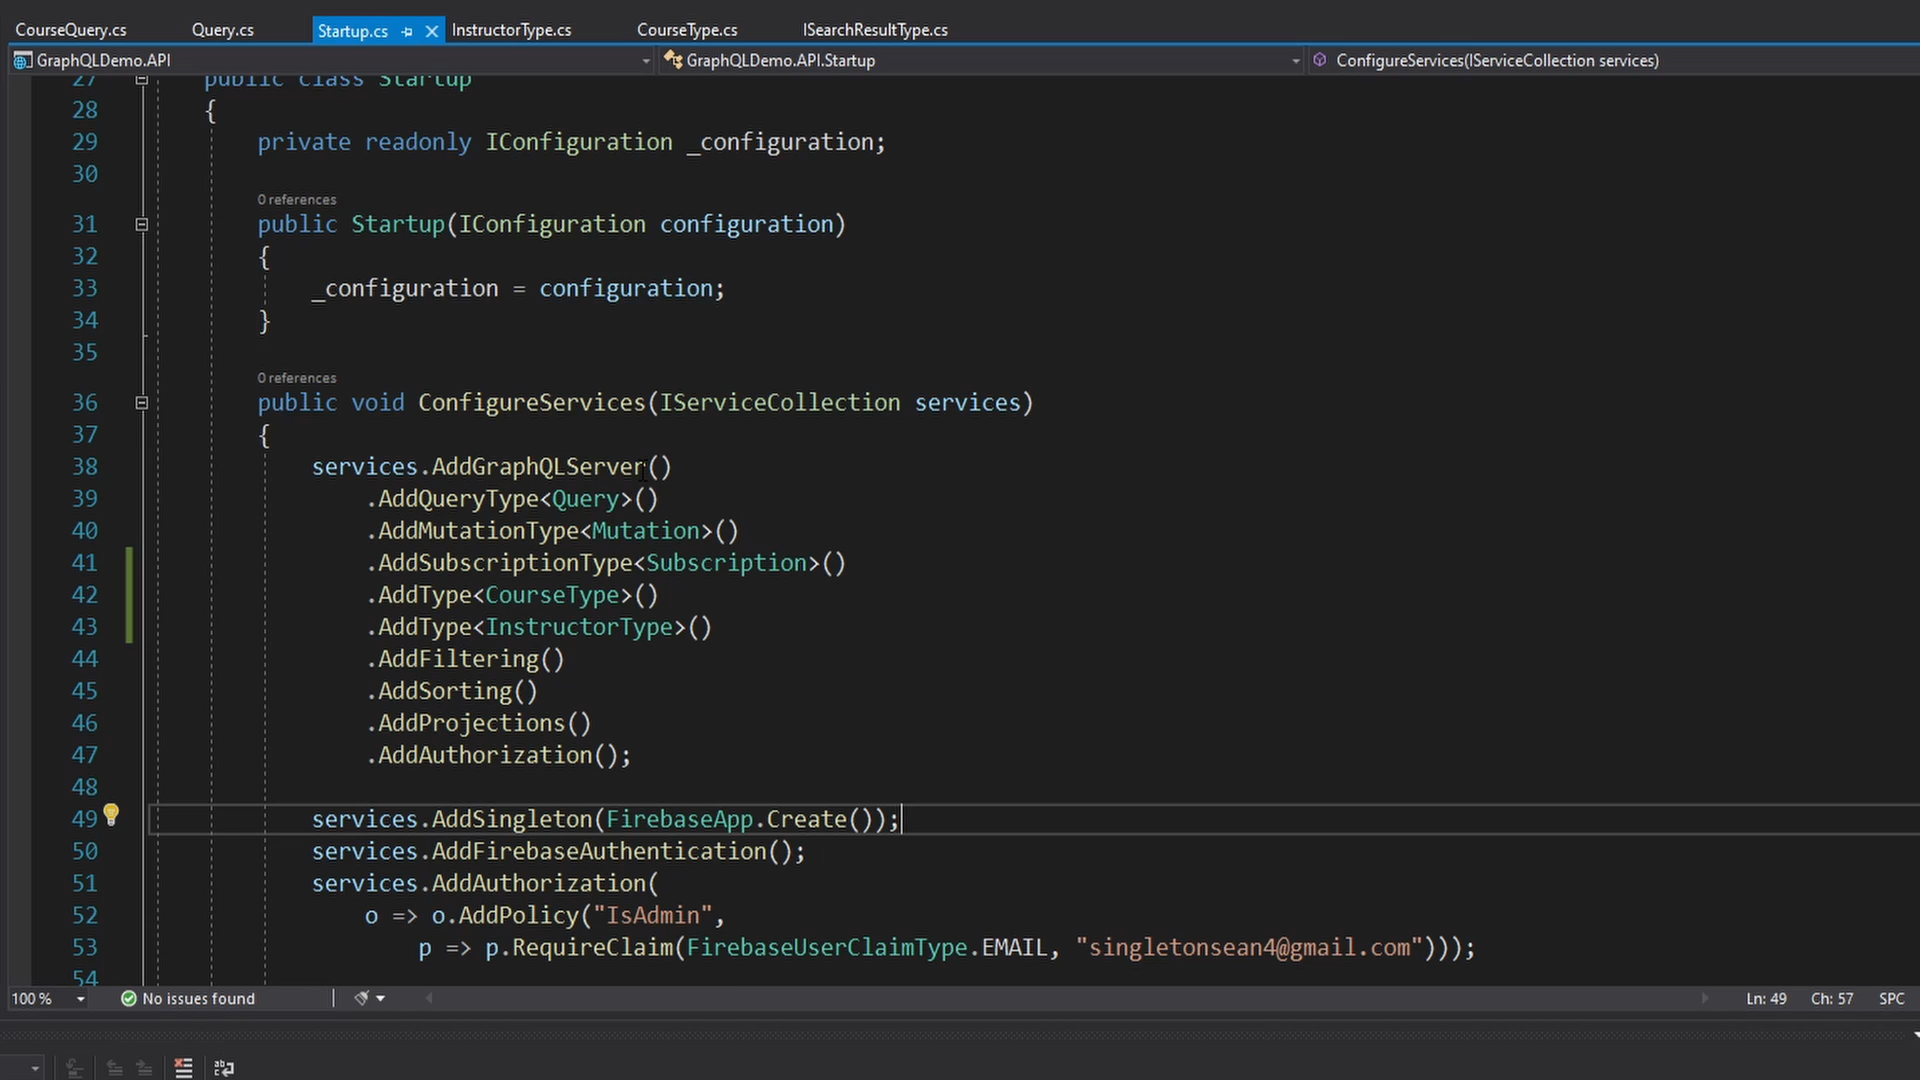 CourseQuery.cs Query.cs Startup.cs InstructorType.cs CourseType.cs ISearchResultType.cs
GraphQLDemo.API GraphQLDemo.API.Startup ConfigureServices(IServiceCollection services)
27 public class Startup
28 {
29 private readonly IConfiguration _configuration;
30
0 references
31 public Startup(IConfiguration configuration)
32 {
33 _configuration = configuration;
34 }
35
0 references
36 public void ConfigureServices(IServiceCollection services)
37 {
38 services.AddGraphQLServer()
39 .AddQueryType<Query>()
40 .AddMutationType<Mutation>()
41 .AddSubscriptionType<Subscription>()
42 .AddType<CourseType>()
43 .AddType<InstructorType>()
44 .AddFiltering()
45 .AddSorting()
46 .AddProjections()
47 .AddAuthorization();
48
49 services.AddSingleton(FirebaseApp.Create());
50 services.AddFirebaseAuthentication();
51 services.AddAuthorization(
52 o => o.AddPolicy("IsAdmin",
53 p => p.RequireClaim(FirebaseUserClaimType.EMAIL, "singletonsean4@gmail.com")));
54
100 % No issues found Ln: 49 Ch: 57 SPC